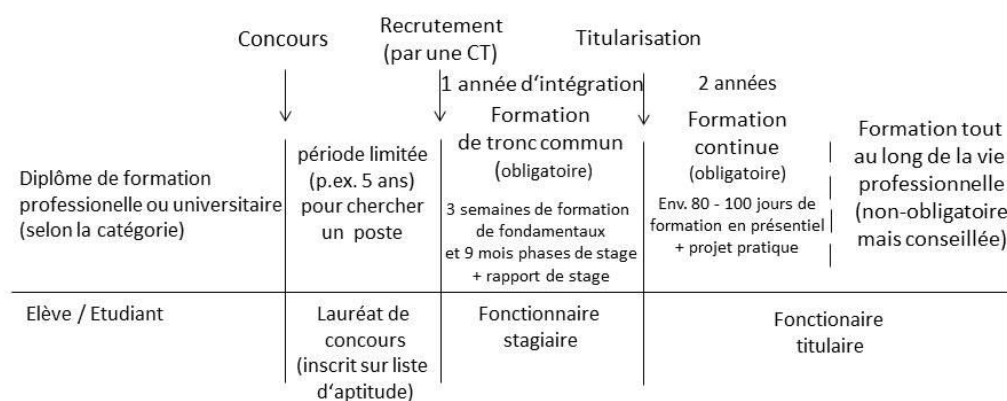 Concours
Recrutement
(par une CT)
Titularisation
1 année d‘intégration
2 années
Diplôme de formation
professionelle ou universitaire
(selon la catégorie)
période limitée
(p.ex. 5 ans)
pour chercher
un poste
Formation
de tronc commun
(obligatoire)
3 semaines de formation
de fondamentaux
et 9 mois phases de stage
+ rapport de stage
Formation
continue
(obligatoire)
Env. 80 - 100 jours de
formation en présentiel
+ projet pratique
Formation tout
au long de la vie
professionnelle
(non-obligatoire
mais conseillée)
Elève / Etudiant
Lauréat de
concours
(inscrit sur liste
d‘aptitude)
Fonctionnaire
stagiaire
Fonctionaire
titulaire